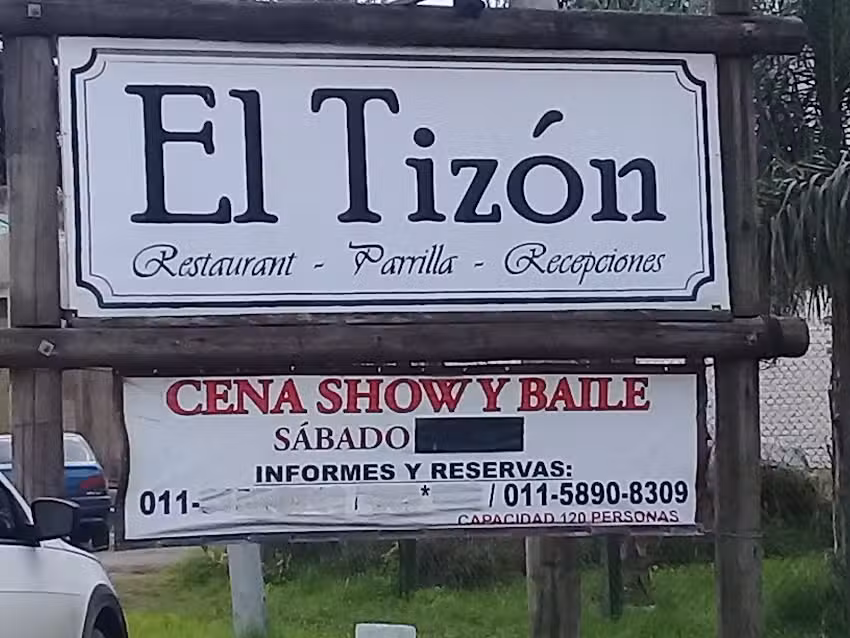 El Tizón
Restaurant - Parrilla - Recepciones
CENA SHOW Y BAILE
SÁBADO
INFORMES Y RESERVAS:
011- * / 011-5890-8309
CAPACIDAD 120 PERSONAS